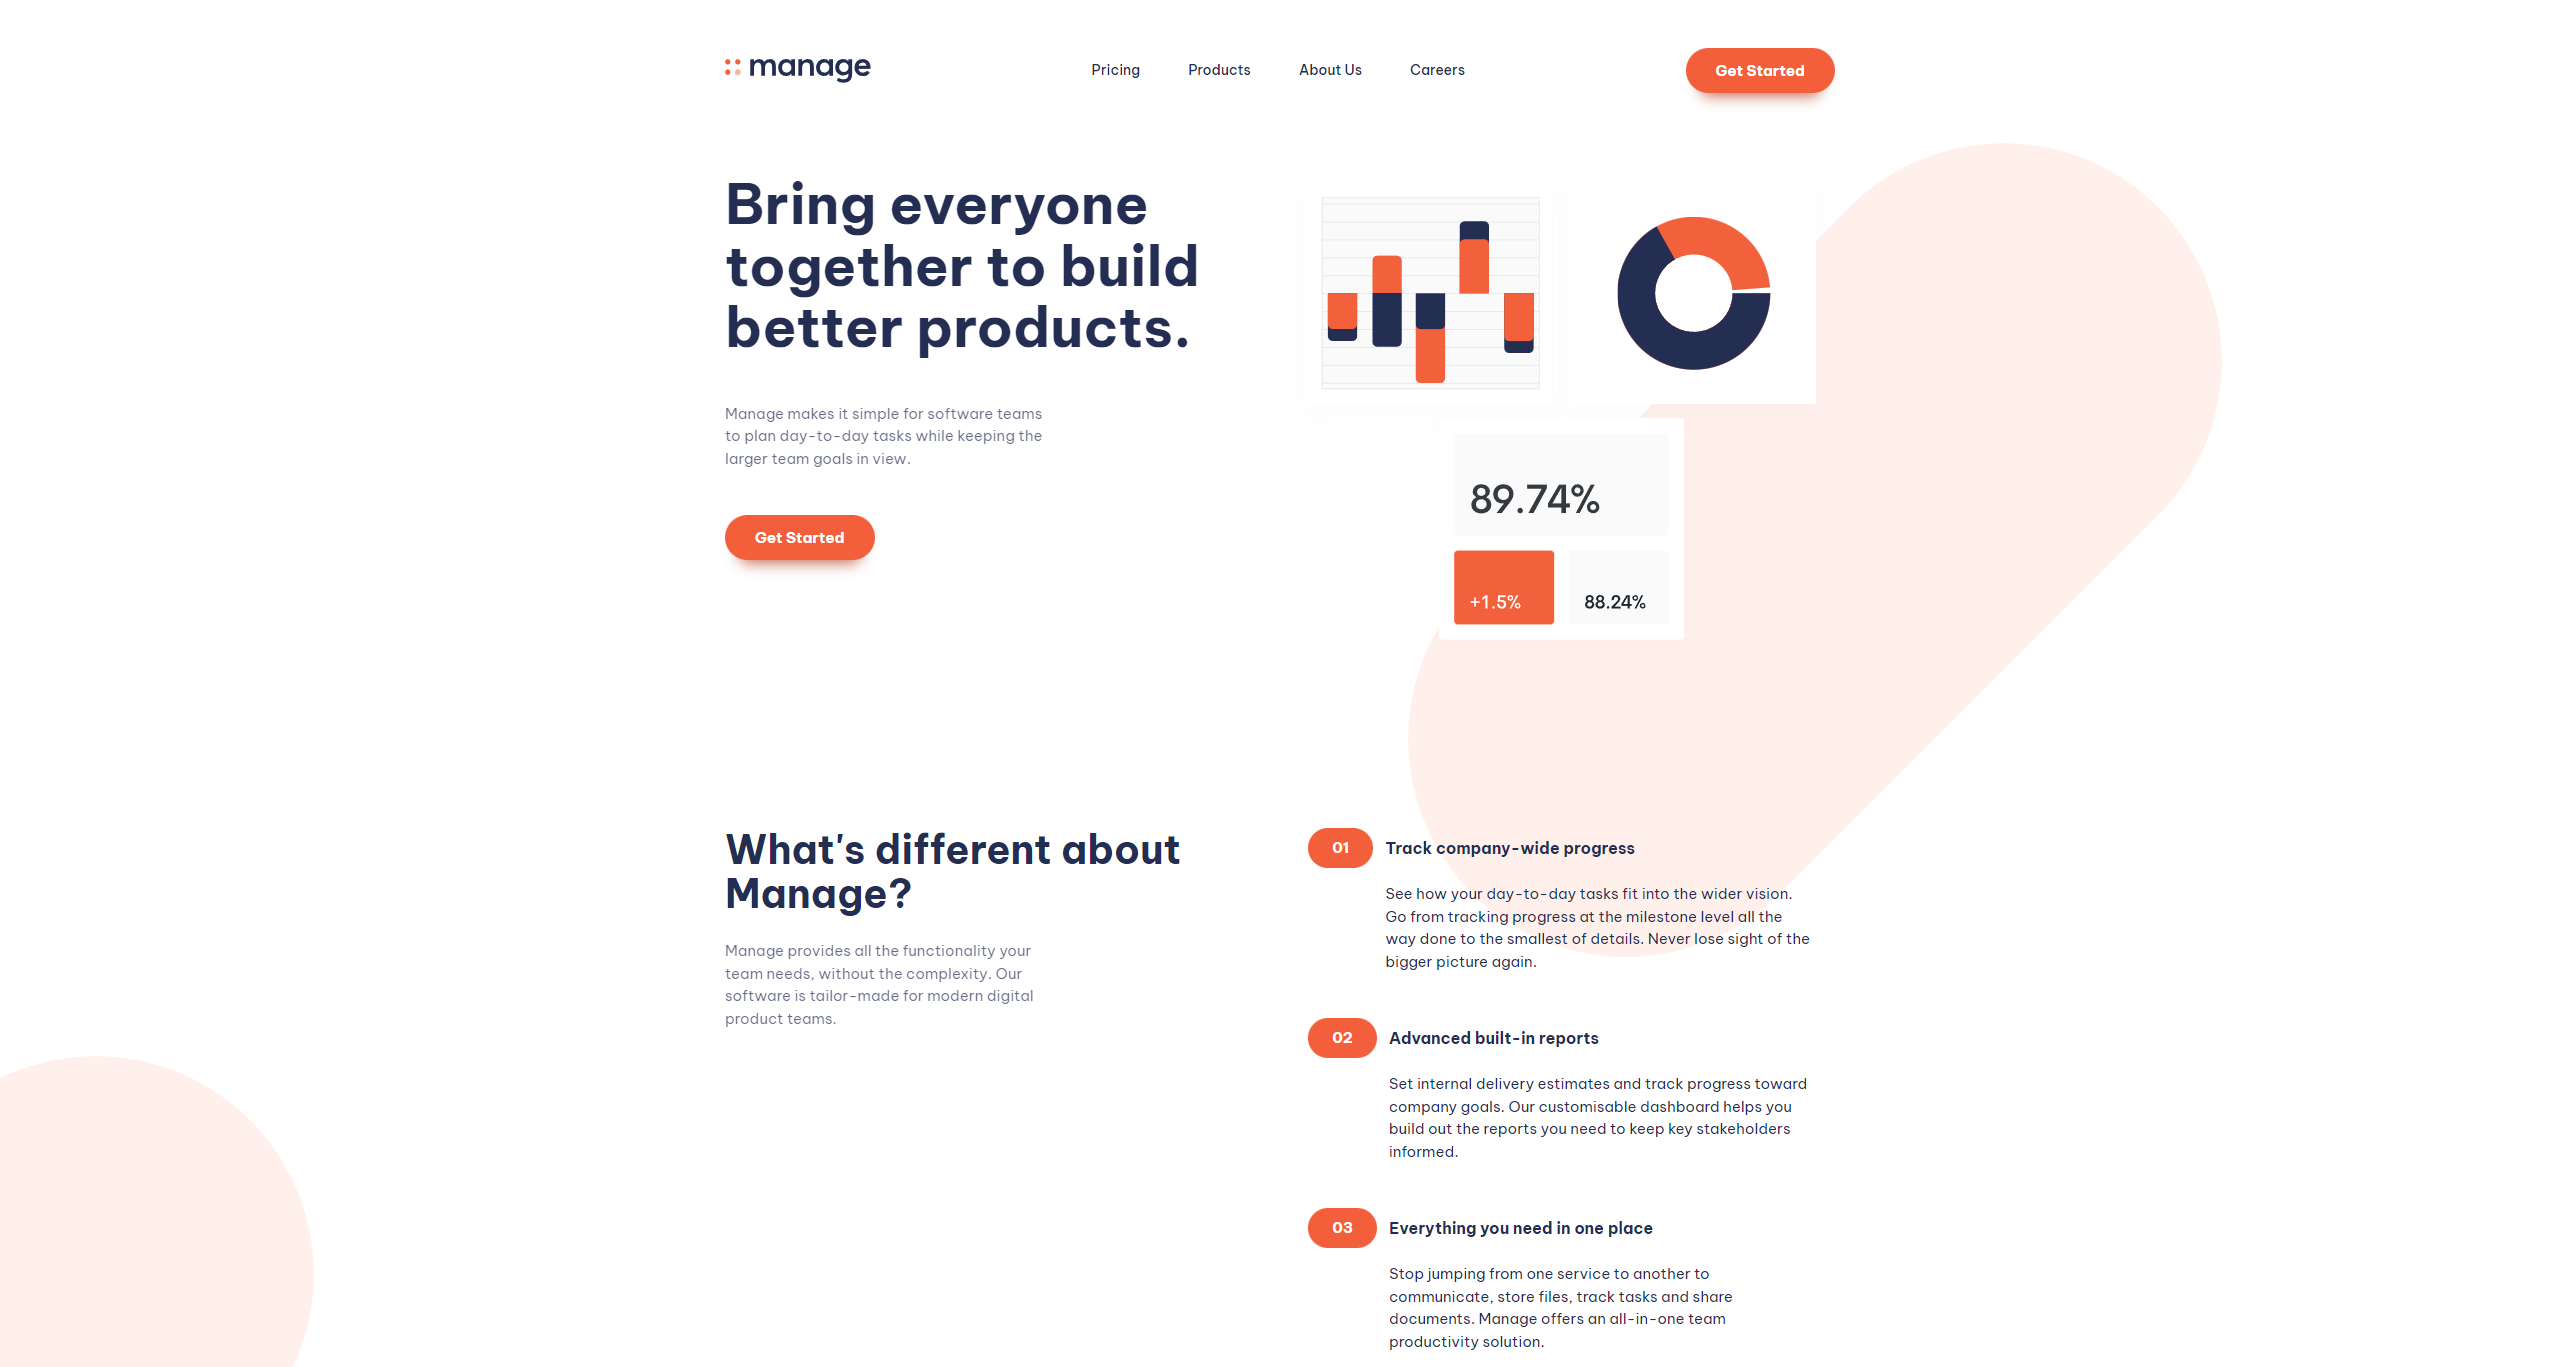 manage
Pricing
Products
About Us
Careers
Get Started
Bring everyone
together to build
better products.
Manage makes it simple for software teams
to plan day-to-day tasks while keeping the
larger team goals in view.
Get Started
89.74%
+1.5%
88.24%
What's different about
Manage?
Manage provides all the functionality your
team needs, without the complexity. Our
software is tailor-made for modern digital
product teams.
01
Track company-wide progress
See how your day-to-day tasks fit into the wider vision.
Go from tracking progress at the milestone level all the
way done to the smallest of details. Never lose sight of the
bigger picture again.
02
Advanced built-in reports
Set internal delivery estimates and track progress toward
company goals. Our customisable dashboard helps you
build out the reports you need to keep key stakeholders
informed.
03
Everything you need in one place
Stop jumping from one service to another to
communicate, store files, track tasks and share
documents. Manage offers an all-in-one team
productivity solution.